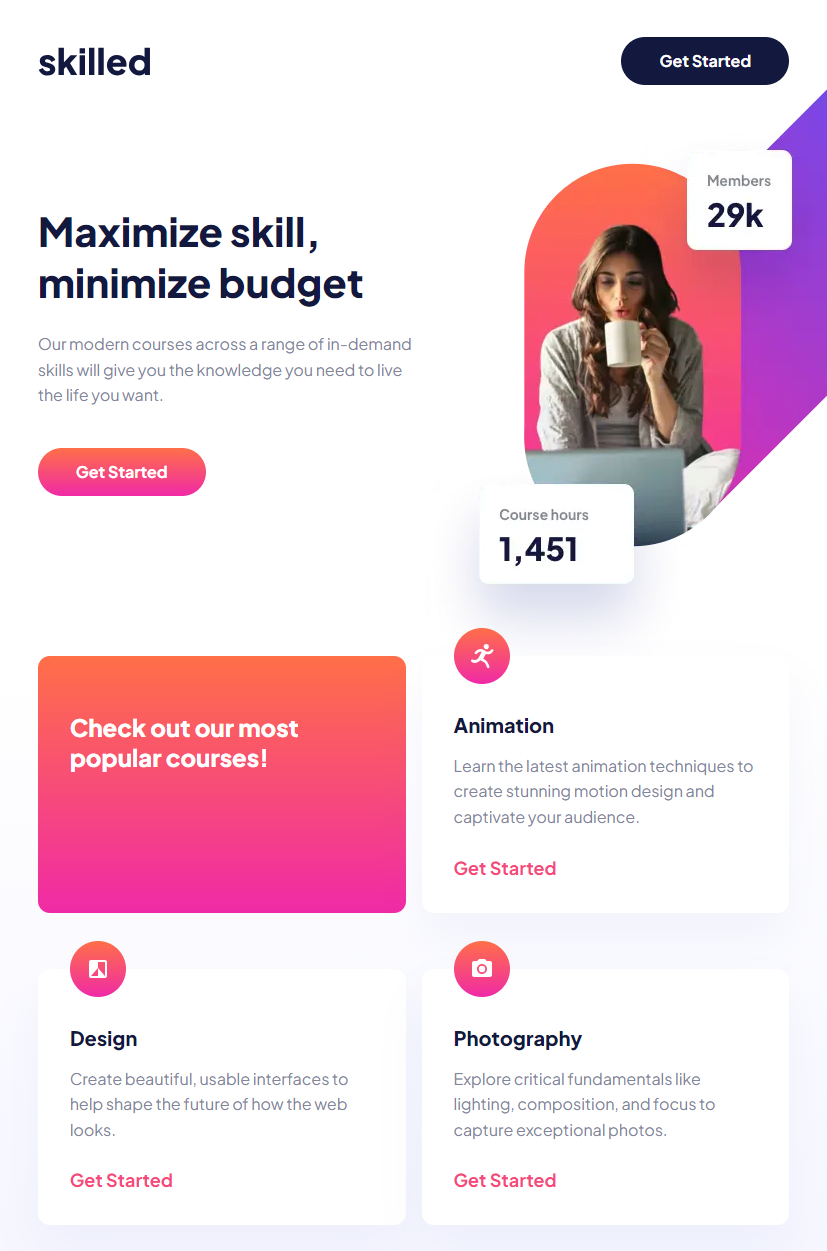 skilled
Get Started
Maximize skill,
minimize budget
Our modern courses across a range of in-demand
skills will give you the knowledge you need to live
the life you want.
Get Started
Members
29k
Course hours
1,451
Check out our most
popular courses!
Animation
Learn the latest animation techniques to
create stunning motion design and
captivate your audience.
Get Started
Design
Create beautiful, usable interfaces to
help shape the future of how the web
looks.
Get Started
Photography
Explore critical fundamentals like
lighting, composition, and focus to
capture exceptional photos.
Get Started